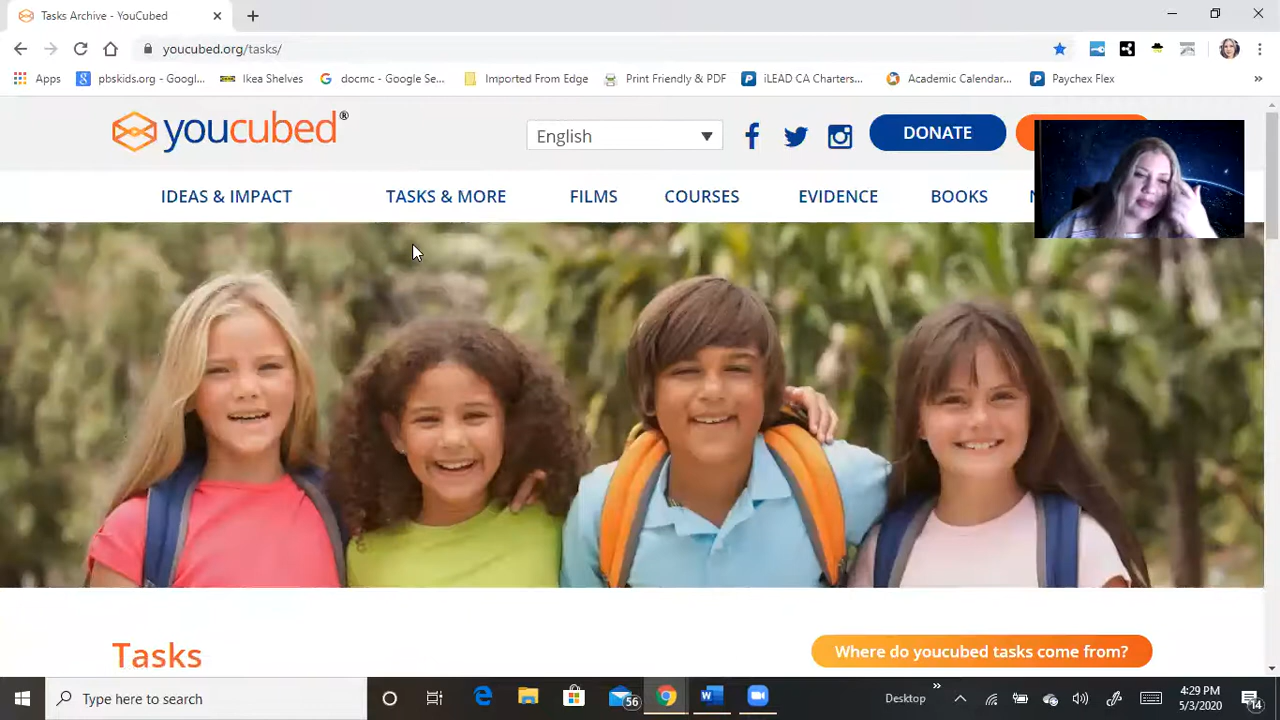 Tasks Archive - YouCubed
youcubed.org/tasks/
Apps
pbskids.org - Googl...
Ikea Shelves
docmc - Google Se...
Imported From Edge
Print Friendly & PDF
iLEAD CA Charters...
Academic Calendar...
Paychex Flex
»
youcubed®
English
DONATE
IDEAS & IMPACT
TASKS & MORE
FILMS
COURSES
EVIDENCE
BOOKS
Tasks
Where do youcubed tasks come from?
Type here to search
56
Desktop
»
4:29 PM
5/3/2020
14